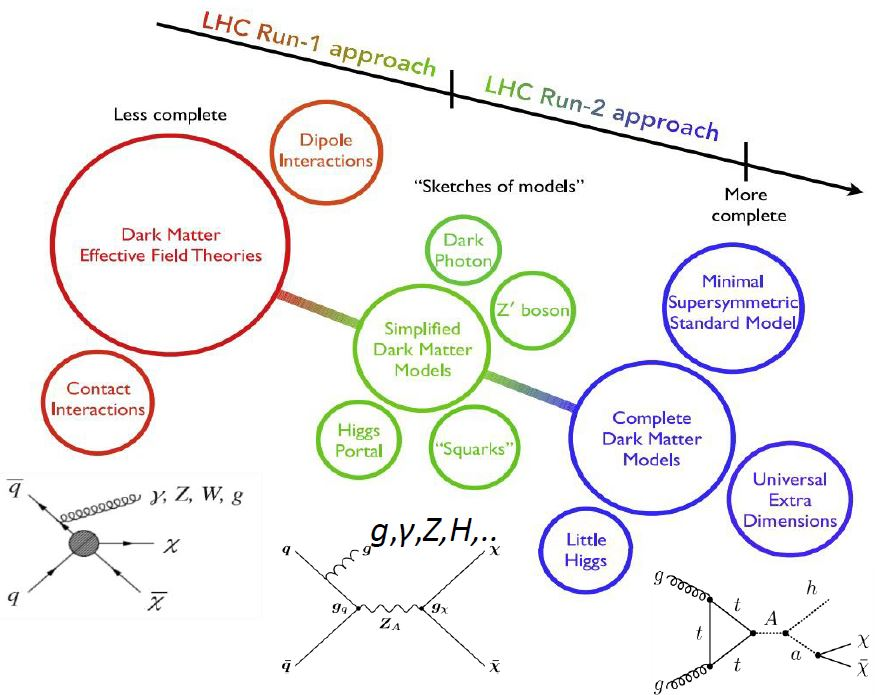 LHC Run-1 approach
LHC Run-2 approach
Less complete
Dipole
Interactions
"Sketches of models"
More
complete
Dark Matter
Effective Field Theories
Dark
Photon
Z′ boson
Minimal
Supersymmetric
Standard Model
Simplified
Dark Matter
Models
Contact
Interactions
Higgs
Portal
"Squarks"
Complete
Dark Matter
Models
Universal
Extra
Dimensions
Little
Higgs
q̅
γ, Z, W, g
χ
q
χ̅
g,γ,Z,H,..
q
g
χ
g_q
Z_A
g_χ
q̄
χ̄
g
t
h
t
A
a
t
χ
χ̄
g